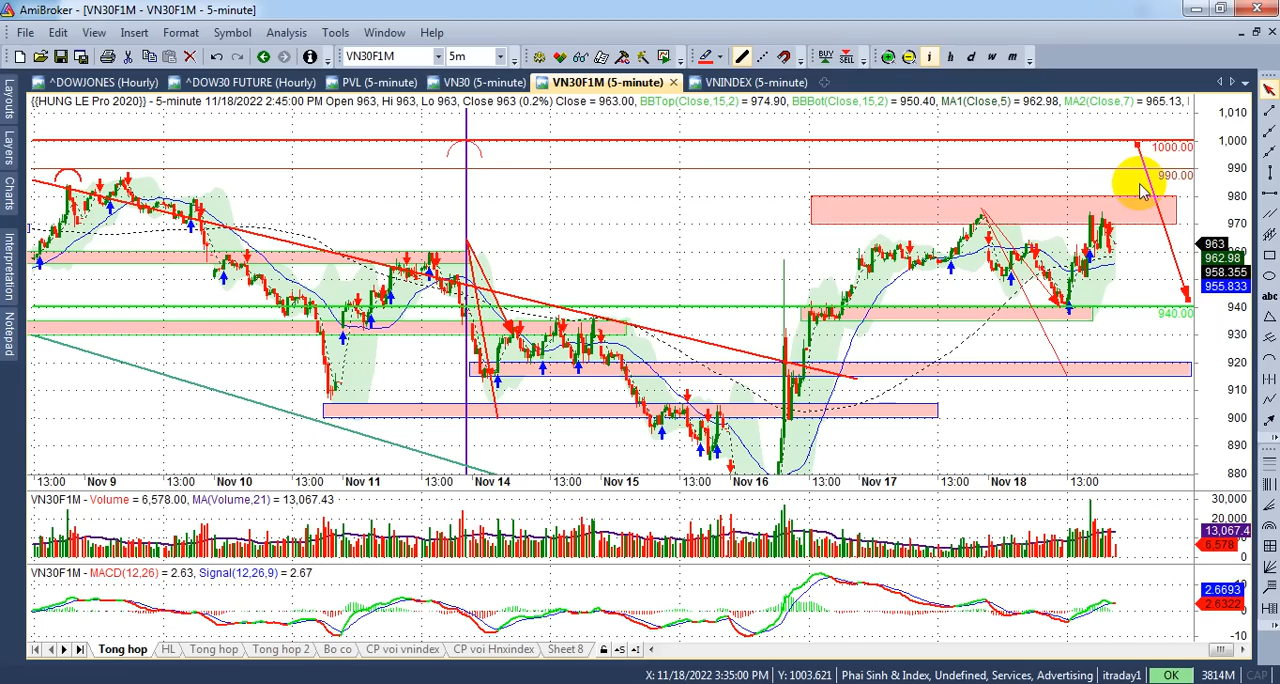 AmiBroker - [VN30F1M - VN30F1M - 5-minute]
File Edit View Insert Format Symbol Analysis Tools Window Help
VN30F1M 5m BUY SELL i h d w m
^DOWJONES (Hourly) ^DOW30 FUTURE (Hourly) PVL (5-minute) VN30 (5-minute) VN30F1M (5-minute) VNINDEX (5-minute)
Layouts
Layers
Charts
Interpretation
Notepad
{{HUNG LE Pro 2020}} - 5-minute 11/18/2022 2:45:00 PM Open 963, Hi 963, Lo 963, Close 963 (0.2%) Close = 963.00, BBTop(Close,15,2) = 974.90, BBBot(Close,15,2) = 950.40, MA1(Close,5) = 962.98, MA2(Close,7) = 965.13,
1,010
1000.00 1,000
990.00 990
980
970
963
962.98
958.355
955.833
940.00 940
930
920
910
900
890
880
13:00 Nov 9 13:00 Nov 10 13:00 Nov 11 13:00 Nov 14 13:00 Nov 15 13:00 Nov 16 13:00 Nov 17 13:00 Nov 18 13:00
VN30F1M - Volume = 6,578.00, MA(Volume,21) = 13,067.43
30,000
20,000
13,067.4
6,578
0
VN30F1M - MACD(12,26) = 2.63, Signal(12,26,9) = 2.67
2.6693
2.6322
-10
Tong hop HL Tong hop Tong hop 2 Bo co CP voi vnindex CP voi Hnxindex Sheet 8
X: 11/18/2022 3:35:00 PM Y: 1003.621 Phai Sinh & Index, Undefined, Services, Advertising itraday1 OK 3814M CAP
abc